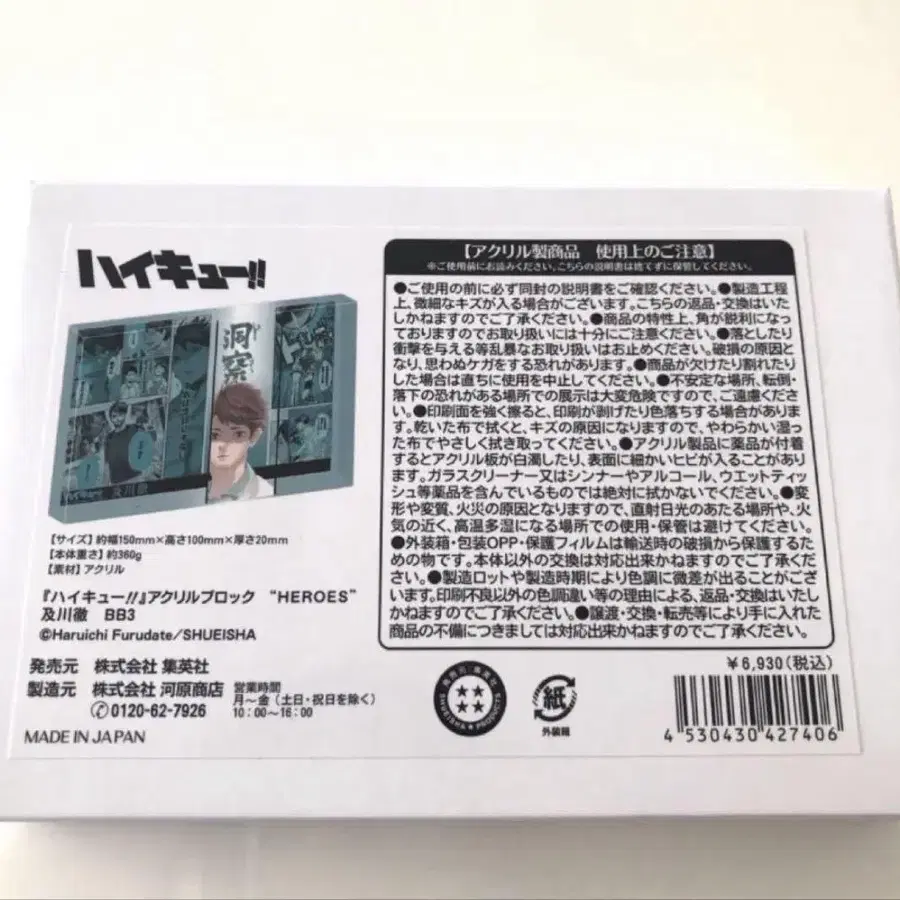 ハイキュー!!
洞窟
ハイキュー!! 及川徹
【サイズ】約幅150mm×高さ100mm×厚さ20mm
【本体重さ】約360g
【素材】アクリル
『ハイキュー!!』アクリルブロック “HEROES”
及川徹 BB3
©Haruichi Furudate/SHUEISHA
発売元 株式会社 集英社
製造元 株式会社 河原商店
0120-62-7926
営業時間
月〜金（土日・祝日を除く）
10：00〜16：00
MADE IN JAPAN
【アクリル製商品 使用上のご注意】
※ご使用前にお読みください。こちらの説明書は捨てずに保管してください。
●ご使用の前に必ず同封の説明書をご確認ください。●製造工程
上、微細なキズが入る場合がございます。こちらの返品・交換はいた
しかねますのでご了承ください。●商品の特性上、角が鋭利になっ
ておりますのでお取り扱いには十分にご注意ください。●落としたり
衝撃を与える等乱暴なお取り扱いはお止めください。破損の原因と
なり、思わぬケガをする恐れがあります。●商品が欠けたり割れたり
した場合は直ちに使用を中止してください。●不安定な場所、転倒・
落下の恐れがある場所での展示は大変危険ですので、ご遠慮くださ
い。●印刷面を強く擦ると、印刷が剥げたり色落ちする場合がありま
す。乾いた布で拭くと、キズの原因になりますので、やわらかい湿っ
た布でやさしく拭き取ってください。●アクリル製品に薬品が付着
するとアクリル板が白濁したり、表面に細かいヒビが入ることがあり
ます。ガラスクリーナー又はシンナーやアルコール、ウエットティッ
シュ等薬品を含んでいるものでは絶対に拭かないでください。●変
形や変質、火災の原因となりますので、直射日光のあたる場所や、火
気の近く、高温多湿になる場所での使用・保管は避けてください。
●外装箱・包装OPP・保護フィルムは輸送時の破損から保護するた
めの物です。本体以外の交換は対応出来かねますのでご了承くだ
さい。●製造ロットや製造時期により色調に微差が出ることがござ
います。印刷不良以外の色調違い等の理由による、返品・交換はいた
しかねますのでご了承ください。●譲渡・交換・転売等により手に入れた
商品の不備につきましては対応出来かねますのでご了承ください。
発売元:集英社
SHUEISHA PRODUCTS
紙
外装箱
￥6,930(税込)
4 530430 427406